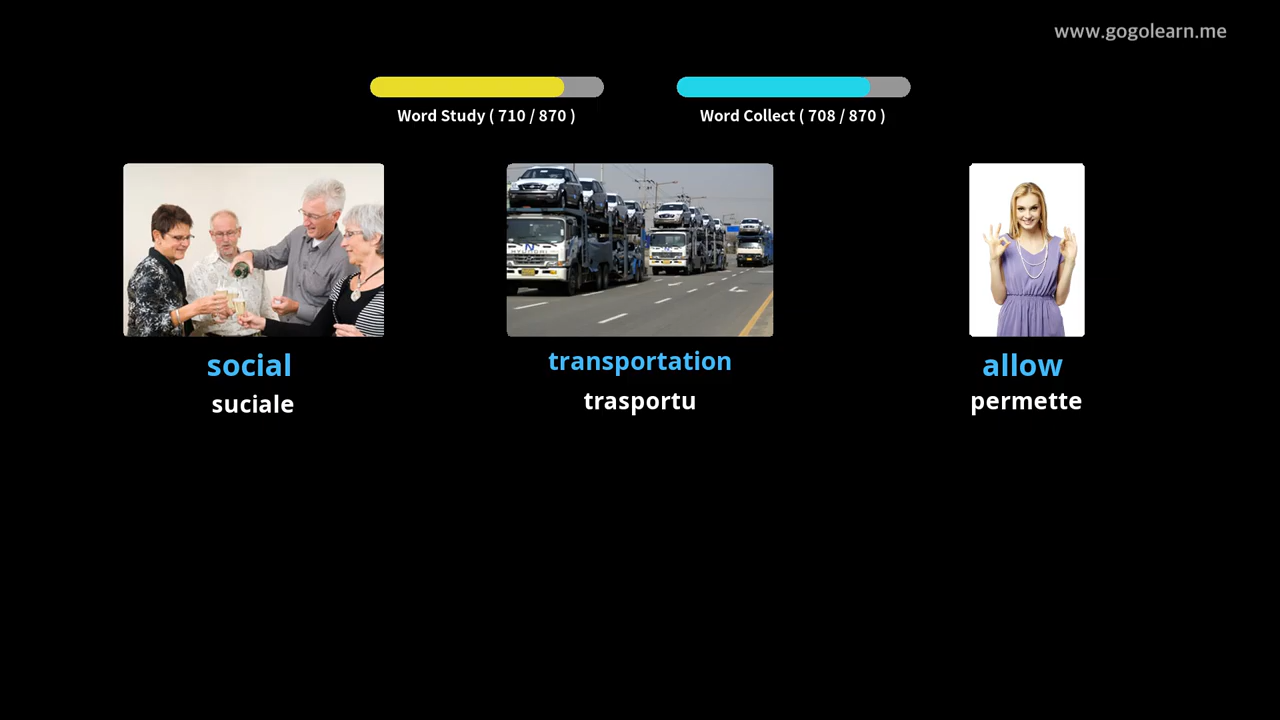 www.gogolearn.me
Word Study ( 710 / 870 )
Word Collect ( 708 / 870 )
social
suciale
transportation
trasportu
allow
permette